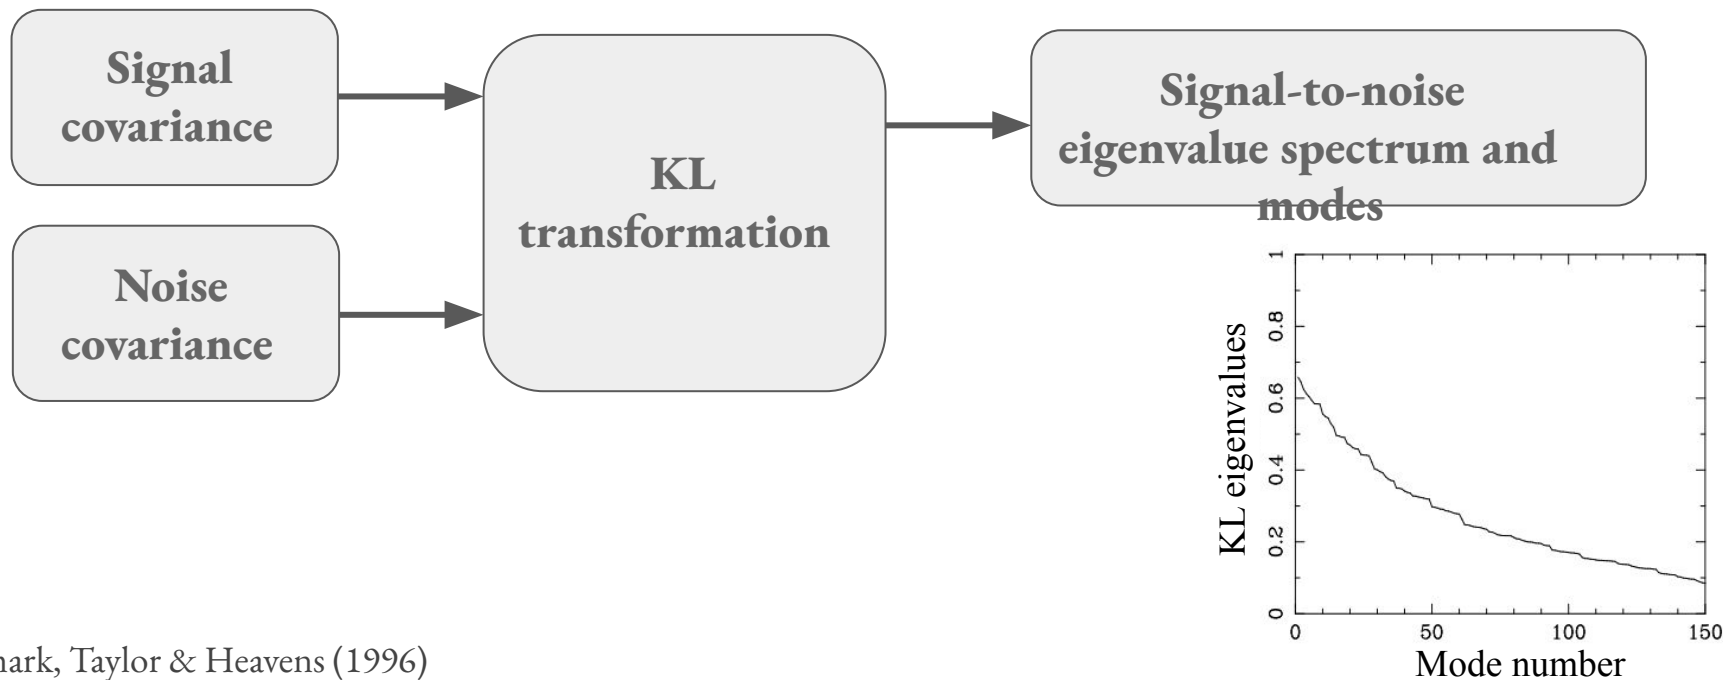 Signal
covariance
Noise
covariance
KL
transformation
Signal-to-noise
eigenvalue spectrum and
modes
KL eigenvalues
1
0.8
0.6
0.4
0.2
0
0 50 100 150
Mode number
Taylor & Heavens (1996)